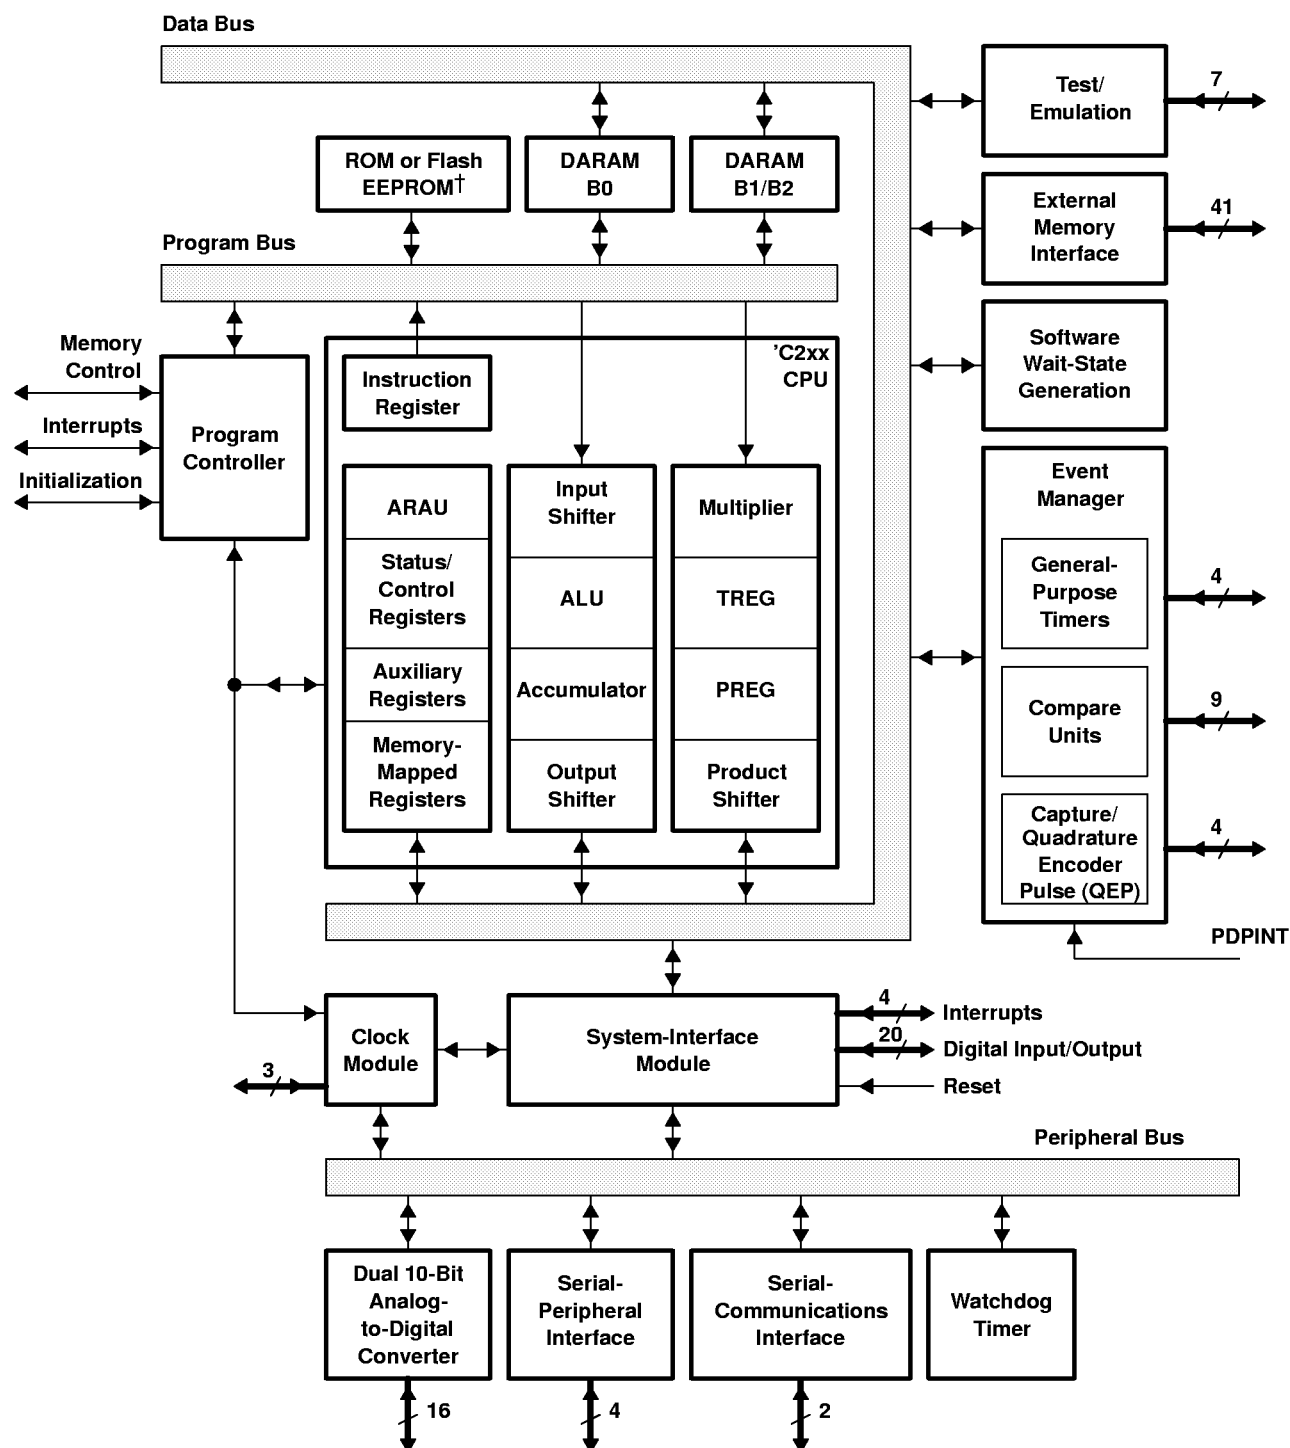 Data Bus
Test/
Emulation
7
ROM or Flash
EEPROM†
DARAM
B0
DARAM
B1/B2
External
Memory
Interface
41
Program Bus
Software
Wait-State
Generation
Memory
Control
Interrupts
Initialization
Program
Controller
'C2xx
CPU
Instruction
Register
ARAU
Status/
Control
Registers
Auxiliary
Registers
Memory-
Mapped
Registers
Input
Shifter
ALU
Accumulator
Output
Shifter
Multiplier
TREG
PREG
Product
Shifter
Event
Manager
General-
Purpose
Timers
4
Compare
Units
9
Capture/
Quadrature
Encoder
Pulse (QEP)
4
PDPINT
Clock
Module
3
System-Interface
Module
4
Interrupts
20
Digital Input/Output
Reset
Peripheral Bus
Dual 10-Bit
Analog-
to-Digital
Converter
16
Serial-
Peripheral
Interface
4
Serial-
Communications
Interface
2
Watchdog
Timer